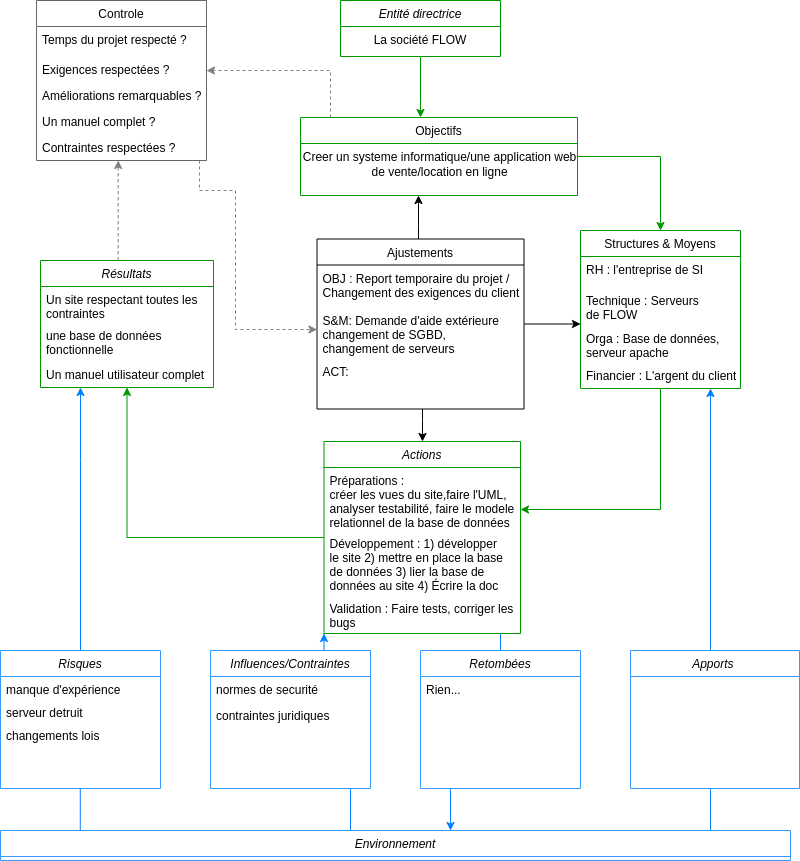 Controle
Temps du projet respecté ?
Exigences respectées ?
Améliorations remarquables ?
Un manuel complet ?
Contraintes respectées ?
Entité directrice
La société FLOW
Objectifs
Creer un systeme informatique/une application web
de vente/location en ligne
Ajustements
OBJ : Report temporaire du projet /
Changement des exigences du client
S&M: Demande d'aide extérieure
changement de SGBD,
changement de serveurs
ACT:
Structures & Moyens
RH : l'entreprise de SI
Technique : Serveurs
de FLOW
Orga : Base de données,
serveur apache
Financier : L'argent du client
Résultats
Un site respectant toutes les
contraintes
une base de données
fonctionnelle
Un manuel utilisateur complet
Actions
Préparations :
créer les vues du site,faire l'UML,
analyser testabilité, faire le modele
relationnel de la base de données
Développement : 1) développer
le site 2) mettre en place la base
de données 3) lier la base de
données au site 4) Écrire la doc
Validation : Faire tests, corriger les
bugs
Risques
manque d'expérience
serveur detruit
changements lois
Influences/Contraintes
normes de securité
contraintes juridiques
Retombées
Rien...
Apports
Environnement